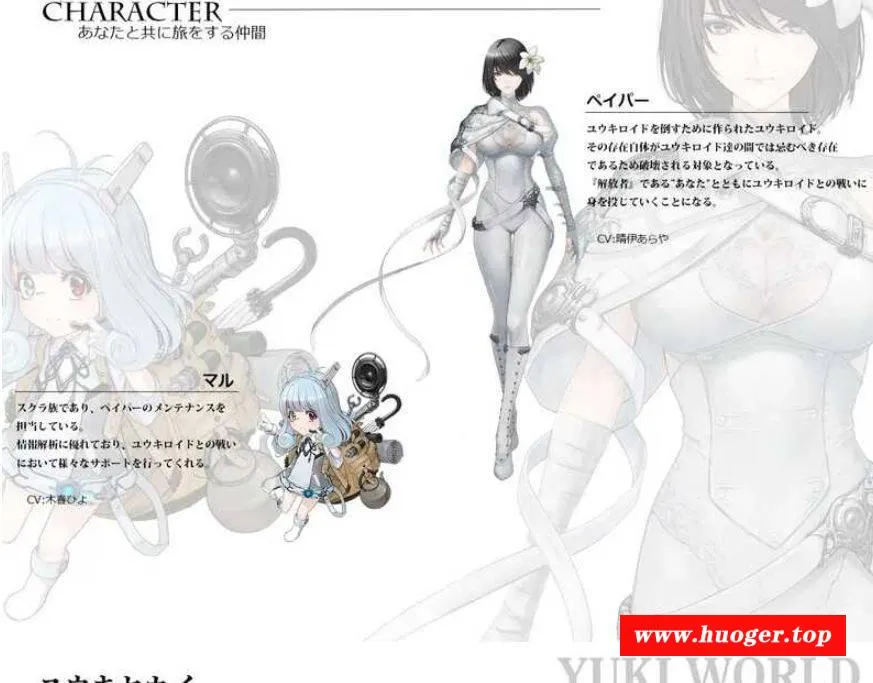 CHARACTER
あなたと共に旅をする仲間
ペイパー
ユウキロイドを倒すために作られたユウキロイド。
その存在自体がユウキロイド達の間では忌むべき存在
であるため破壊される対象となっている。
『解放者』である"あなた"とともにユウキロイドとの戦いに
身を投じていくことになる。
CV:晴伊あらや
マル
スクラ族であり、ペイパーのメンテナンスを
担当している。
情報解析に優れており、ユウキロイドとの戦い
において様々なサポートを行ってくれる。
CV:木春ひよ
www.huoger.top
YUKI WORLD